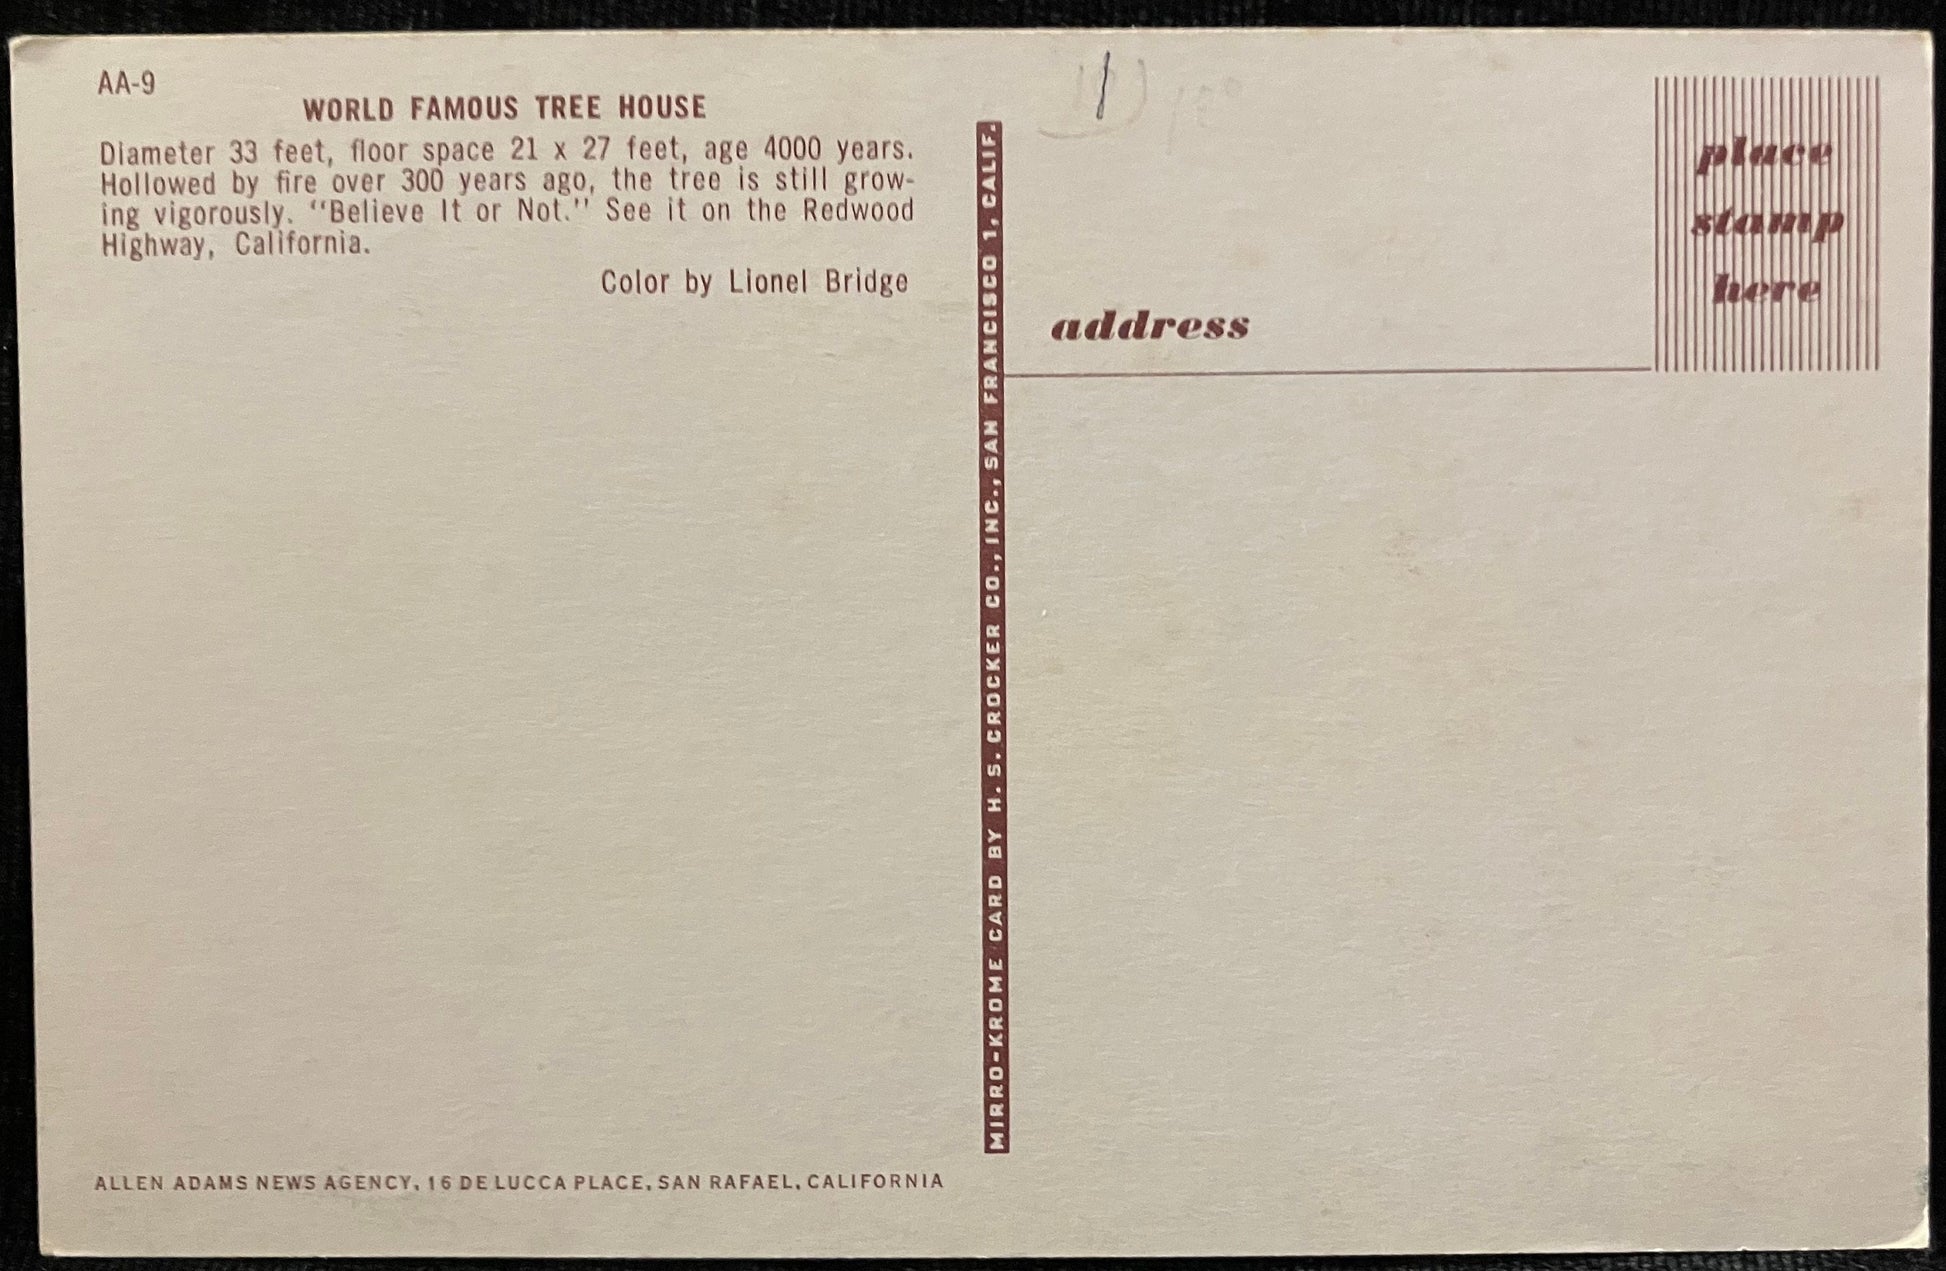 AA-9
WORLD FAMOUS TREE HOUSE
Diameter 33 feet, floor space 21 x 27 feet, age 4000 years.
Hollowed by fire over 300 years ago, the tree is still grow-
ing vigorously. "Believe It or Not." See it on the Redwood
Highway, California.
Color by Lionel Bridge
ALLEN ADAMS NEWS AGENCY, 16 DE LUCCA PLACE, SAN RAFAEL, CALIFORNIA
MIRRO-KROME CARD BY H. S. CROCKER CO., INC., SAN FRANCISCO 1, CALIF.
place
stamp
here
address